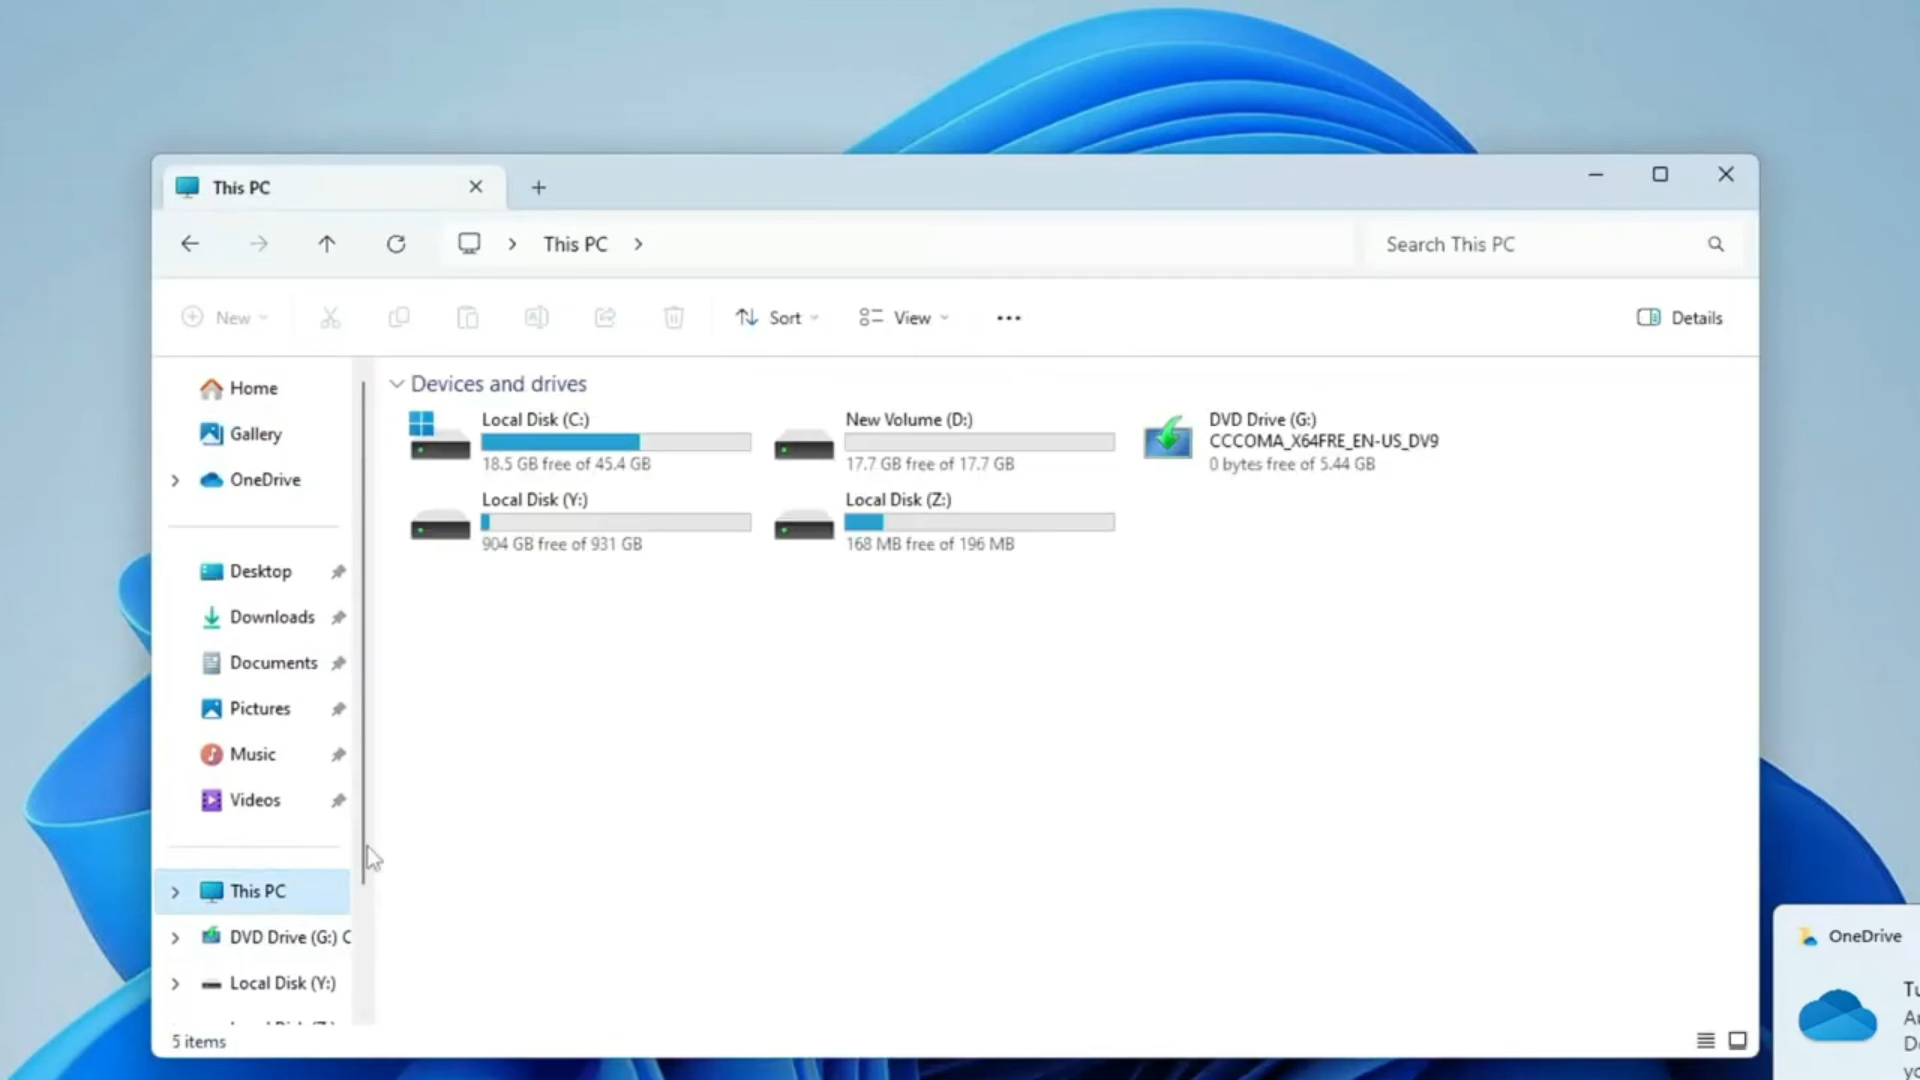 This PC
This PC
Search This PC
New
Sort
View
Details
Home
Gallery
OneDrive
Desktop
Downloads
Documents
Pictures
Music
Videos
This PC
DVD Drive (G:) C
Local Disk (Y:)
Devices and drives
Local Disk (C:)
18.5 GB free of 45.4 GB
New Volume (D:)
17.7 GB free of 17.7 GB
DVD Drive (G:)
CCCOMA_X64FRE_EN-US_DV9
0 bytes free of 5.44 GB
Local Disk (Y:)
904 GB free of 931 GB
Local Disk (Z:)
168 MB free of 196 MB
5 items
OneDrive